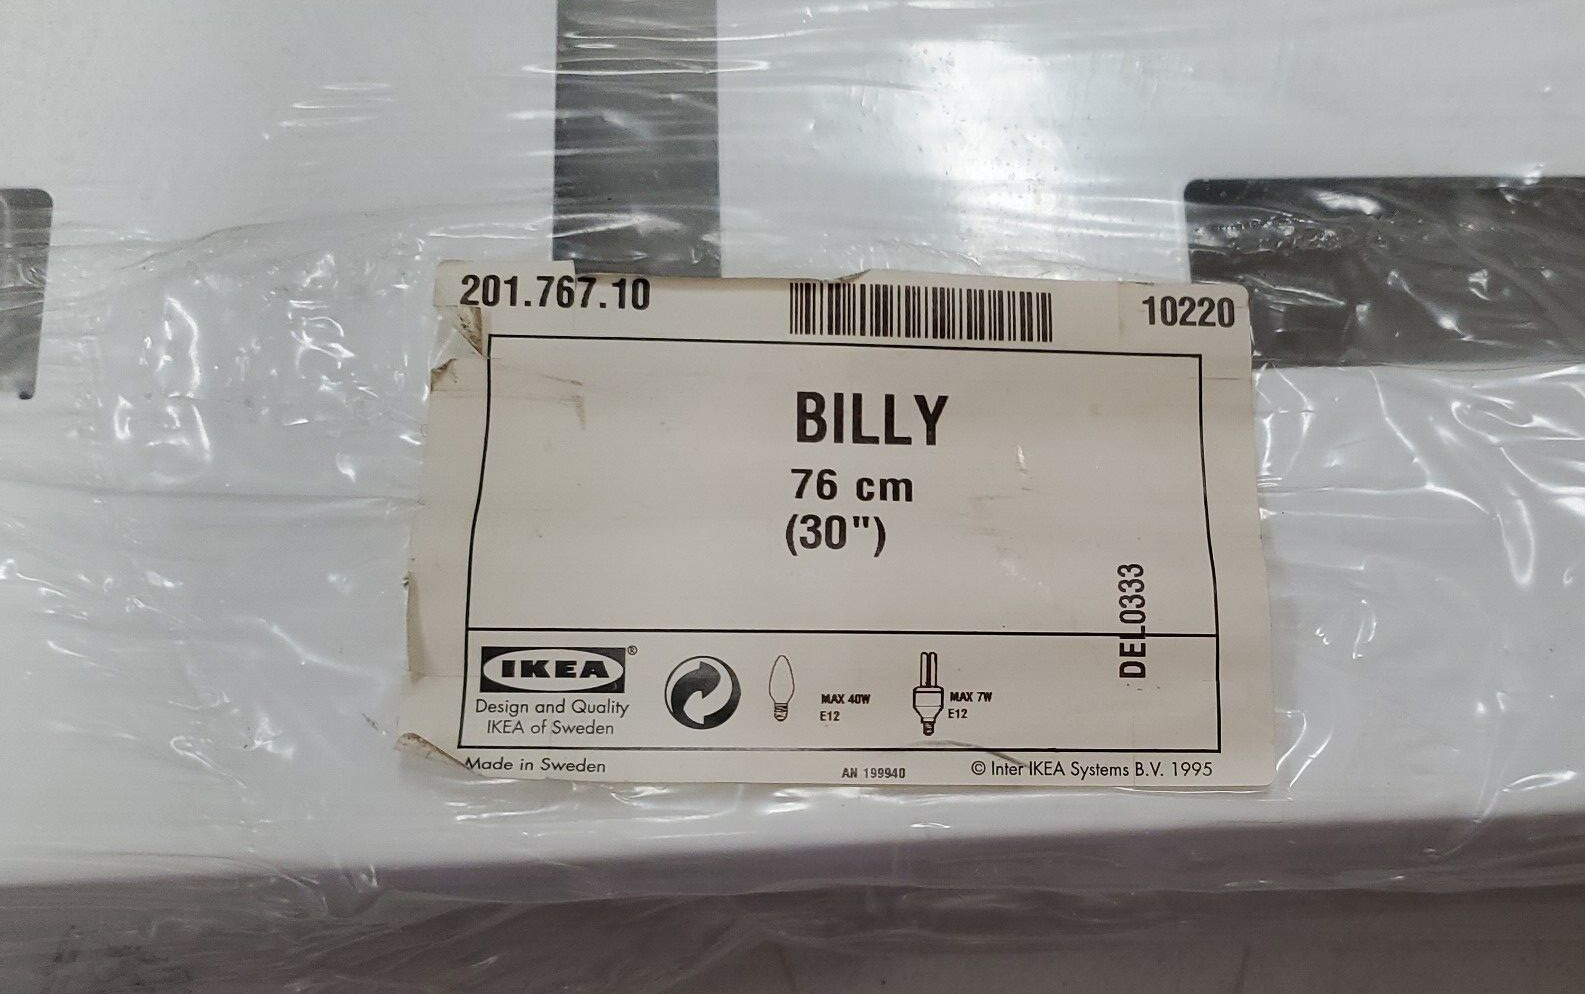 201.767.10
10220
BILLY
76 cm
(30")
DEL0333
IKEA®
Design and Quality
IKEA of Sweden
MAX 40W
E12
MAX 7W
E12
Made in Sweden
AN 199940
© Inter IKEA Systems B.V. 1995